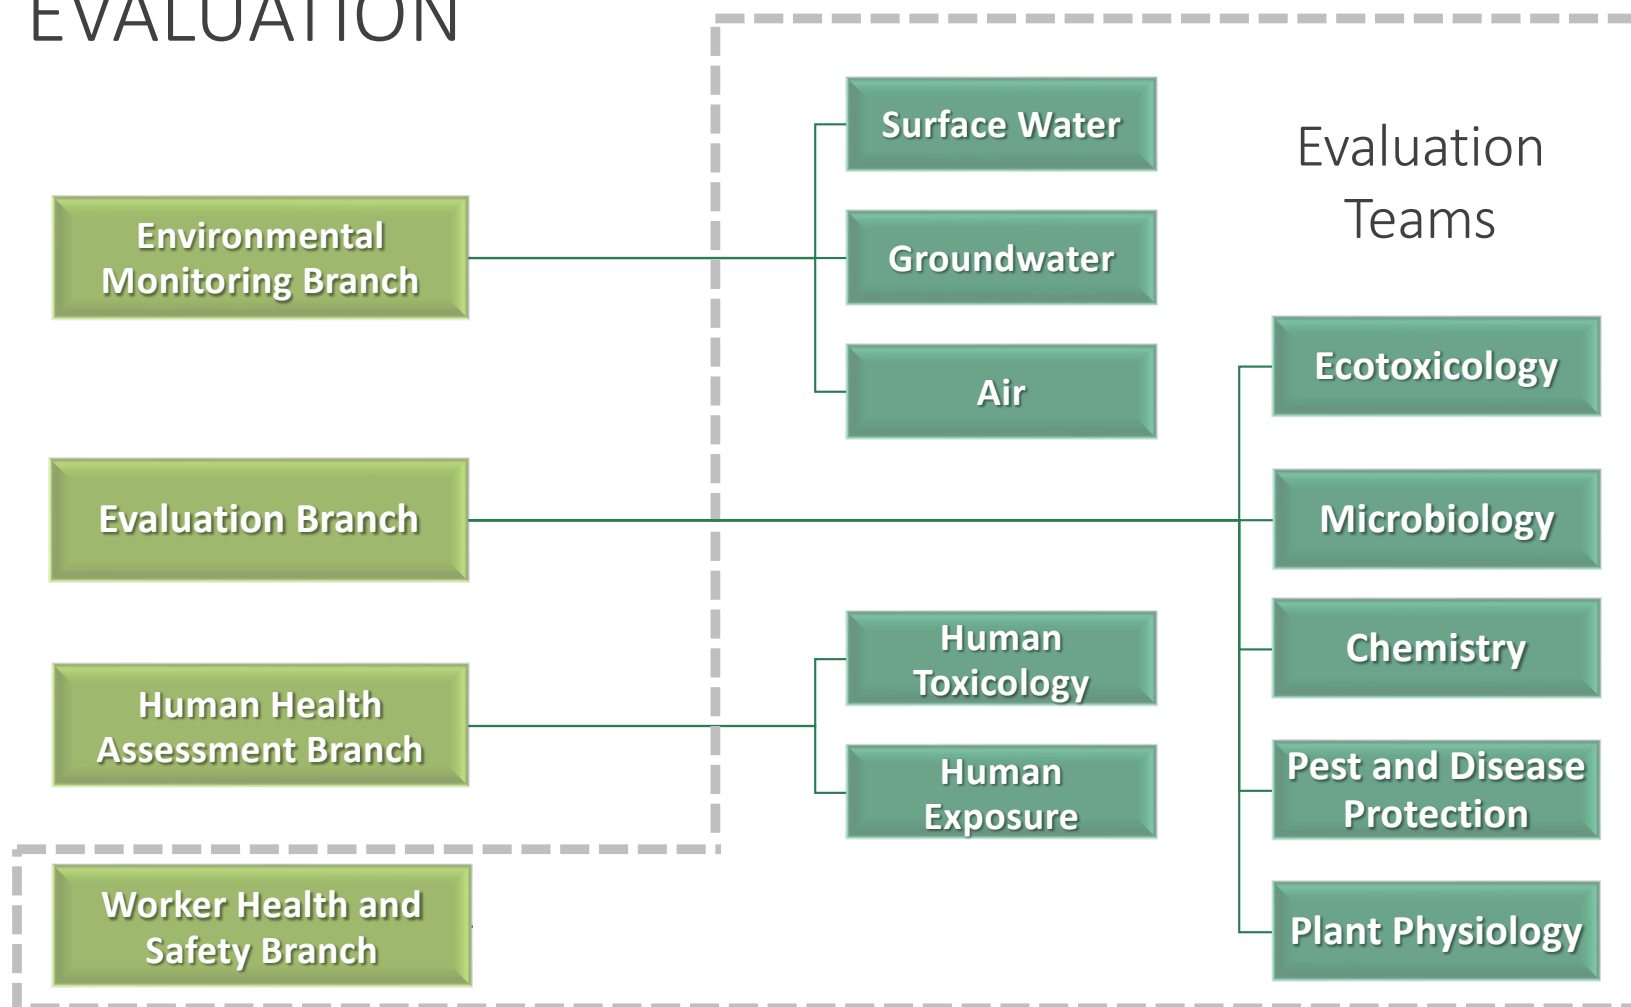 EVALUATION
Evaluation
Teams
Environmental
Monitoring Branch
Surface Water
Groundwater
Air
Evaluation Branch
Ecotoxicology
Microbiology
Chemistry
Pest and Disease
Protection
Plant Physiology
Human Health
Assessment Branch
Human
Toxicology
Human
Exposure
Worker Health and
Safety Branch